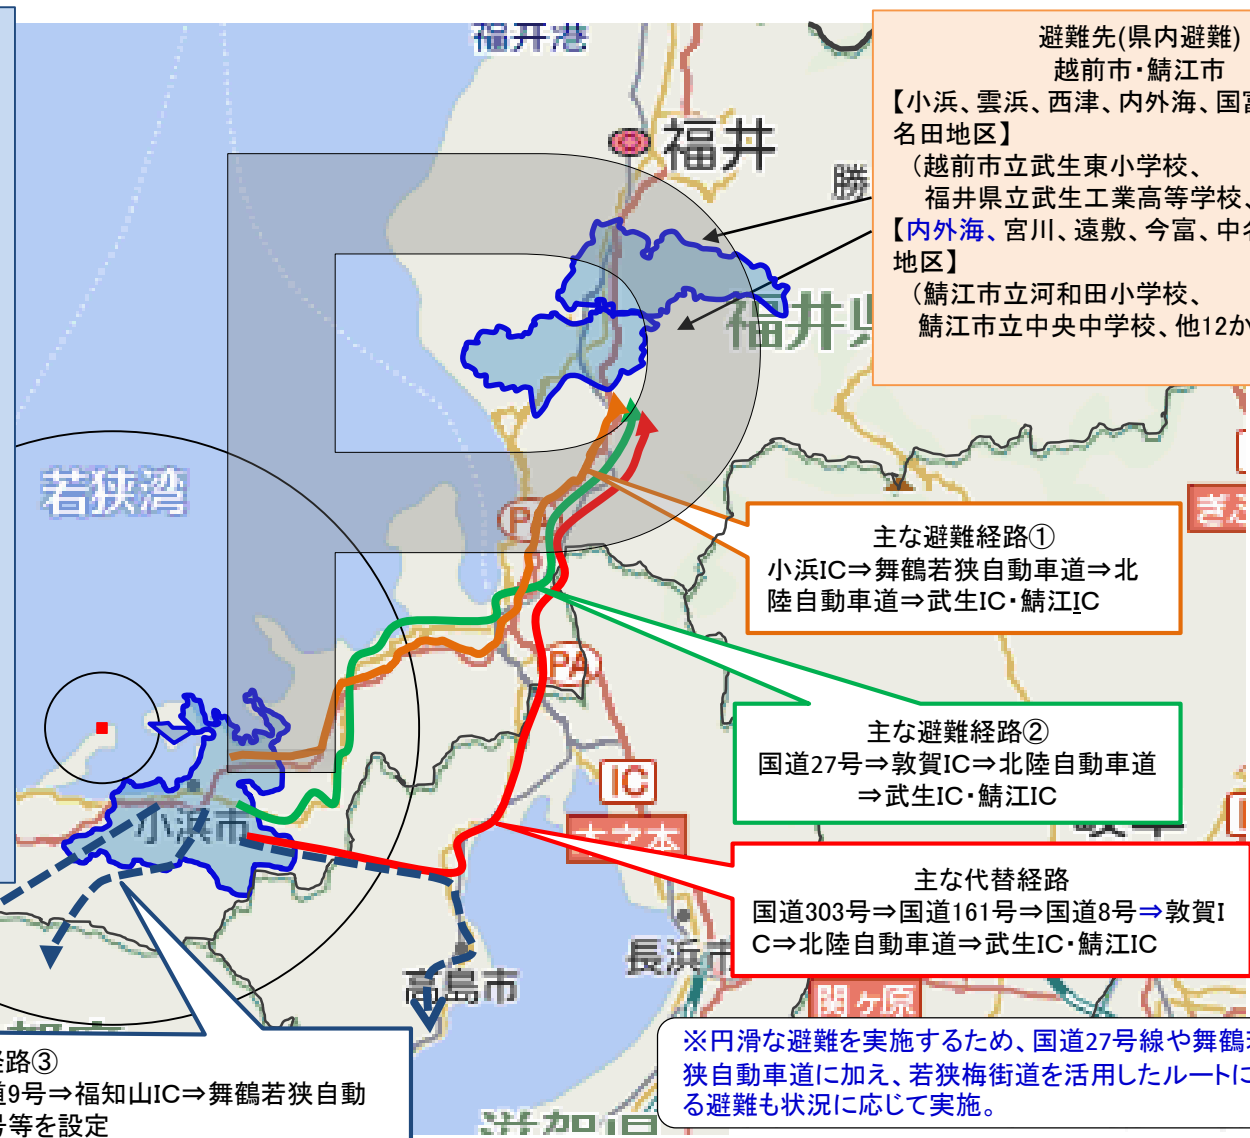 福井港
避難先(県内避難)
越前市・鯖江市
【小浜、雲浜、西津、内外海、国富
名田地区】
（越前市立武生東小学校、
福井県立武生工業高等学校、
【内外海、宮川、遠敷、今富、中名
地区】
（鯖江市立河和田小学校、
鯖江市立中央中学校、他12か
福井
勝
福井県
若狭湾
PA
ぎふ
主な避難経路①
小浜IC⇒舞鶴若狭自動車道⇒北
陸自動車道⇒武生IC・鯖江IC
PA
主な避難経路②
国道27号⇒敦賀IC⇒北陸自動車道
⇒武生IC・鯖江IC
IC
小浜市
木之本
主な代替経路
国道303号⇒国道161号⇒国道8号⇒敦賀I
C⇒北陸自動車道⇒武生IC・鯖江IC
長浜市
高島市
関ヶ原
路③
道9号⇒福知山IC⇒舞鶴若狭自動
号等を設定
※円滑な避難を実施するため、国道27号線や舞鶴若
狭自動車道に加え、若狭梅街道を活用したルートに
る避難も状況に応じて実施。
滋賀県